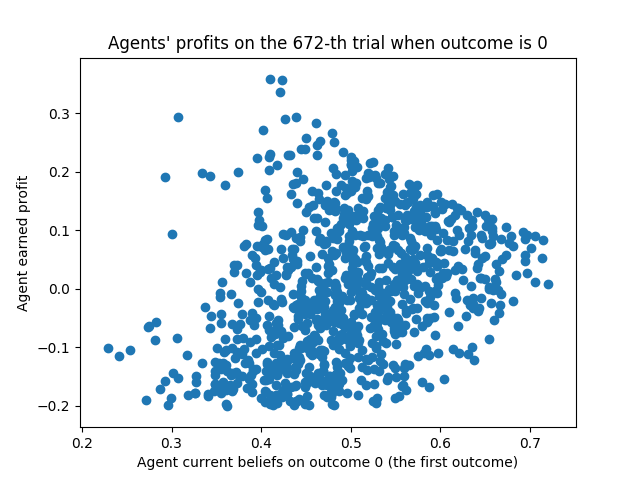 Agents' profits on the 672-th trial when outcome is 0
Agent earned profit
0.3
0.2
0.1
0.0
−0.1
−0.2
0.2 0.3 0.4 0.5 0.6 0.7
Agent current beliefs on outcome 0 (the first outcome)